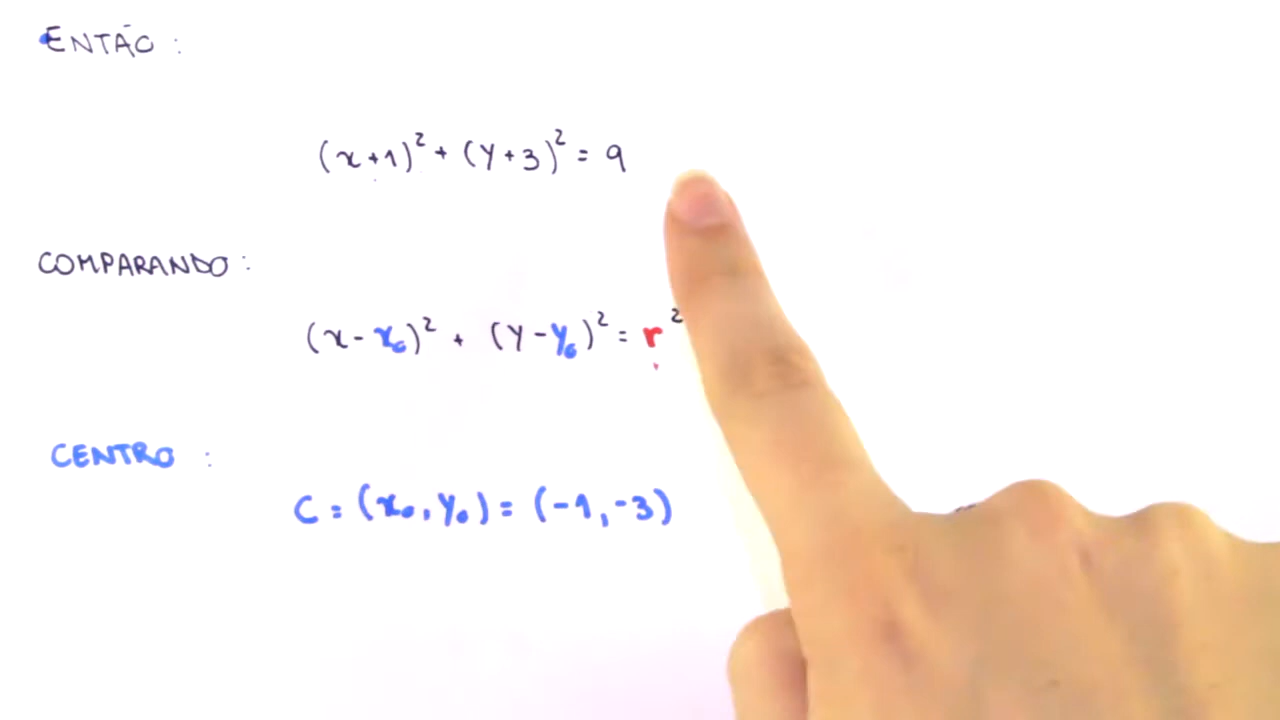 ENTÃO :
(x+1)² + (y+3)² = 9
COMPARANDO :
(x - x₀)² + (y - y₀)² = r²
CENTRO :
C = (x₀, y₀) = (-1, -3)